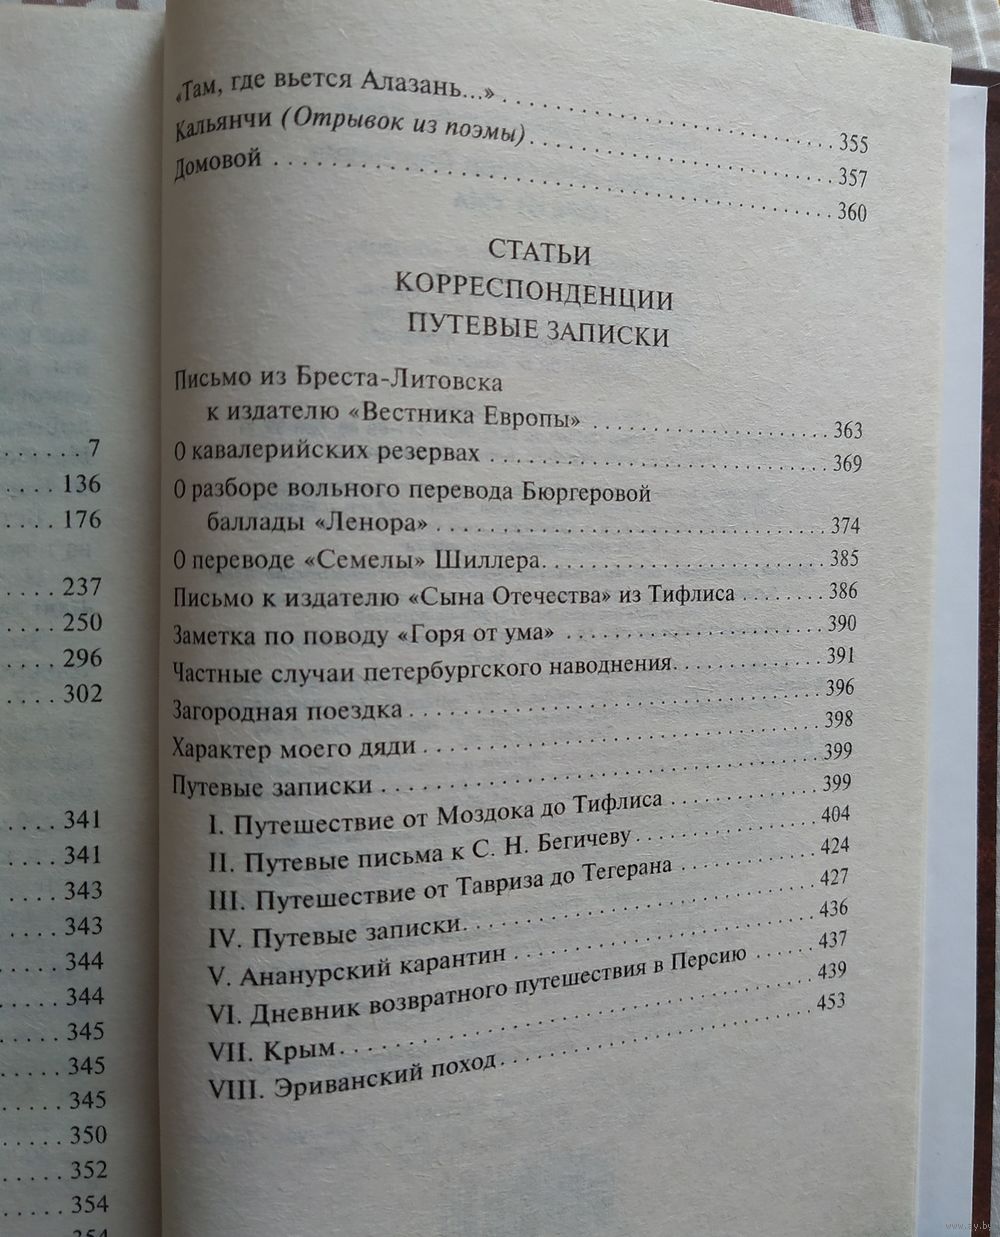 7
136
176
237
250
296
302
341
341
343
343
344
344
345
345
345
350
352
354
354
«Там, где вьется Алазань...» 355
Кальянчи (Отрывок из поэмы) 357
Домовой 360
СТАТЬИ
КОРРЕСПОНДЕНЦИИ
ПУТЕВЫЕ ЗАПИСКИ
Письмо из Бреста-Литовска
к издателю «Вестника Европы» 363
О кавалерийских резервах 369
О разборе вольного перевода Бюргеровой
баллады «Ленора» 374
О переводе «Семелы» Шиллера 385
Письмо к издателю «Сына Отечества» из Тифлиса 386
Заметка по поводу «Горя от ума» 390
Частные случаи петербургского наводнения 391
Загородная поездка 396
Характер моего дяди 398
Путевые записки 399
I. Путешествие от Моздока до Тифлиса 399
II. Путевые письма к С. Н. Бегичеву 404
III. Путешествие от Тавриза до Тегерана 424
IV. Путевые записки 427
V. Ананурский карантин 436
VI. Дневник возвратного путешествия в Персию 437
VII. Крым 439
VIII. Эриванский поход 453
www.ay.by